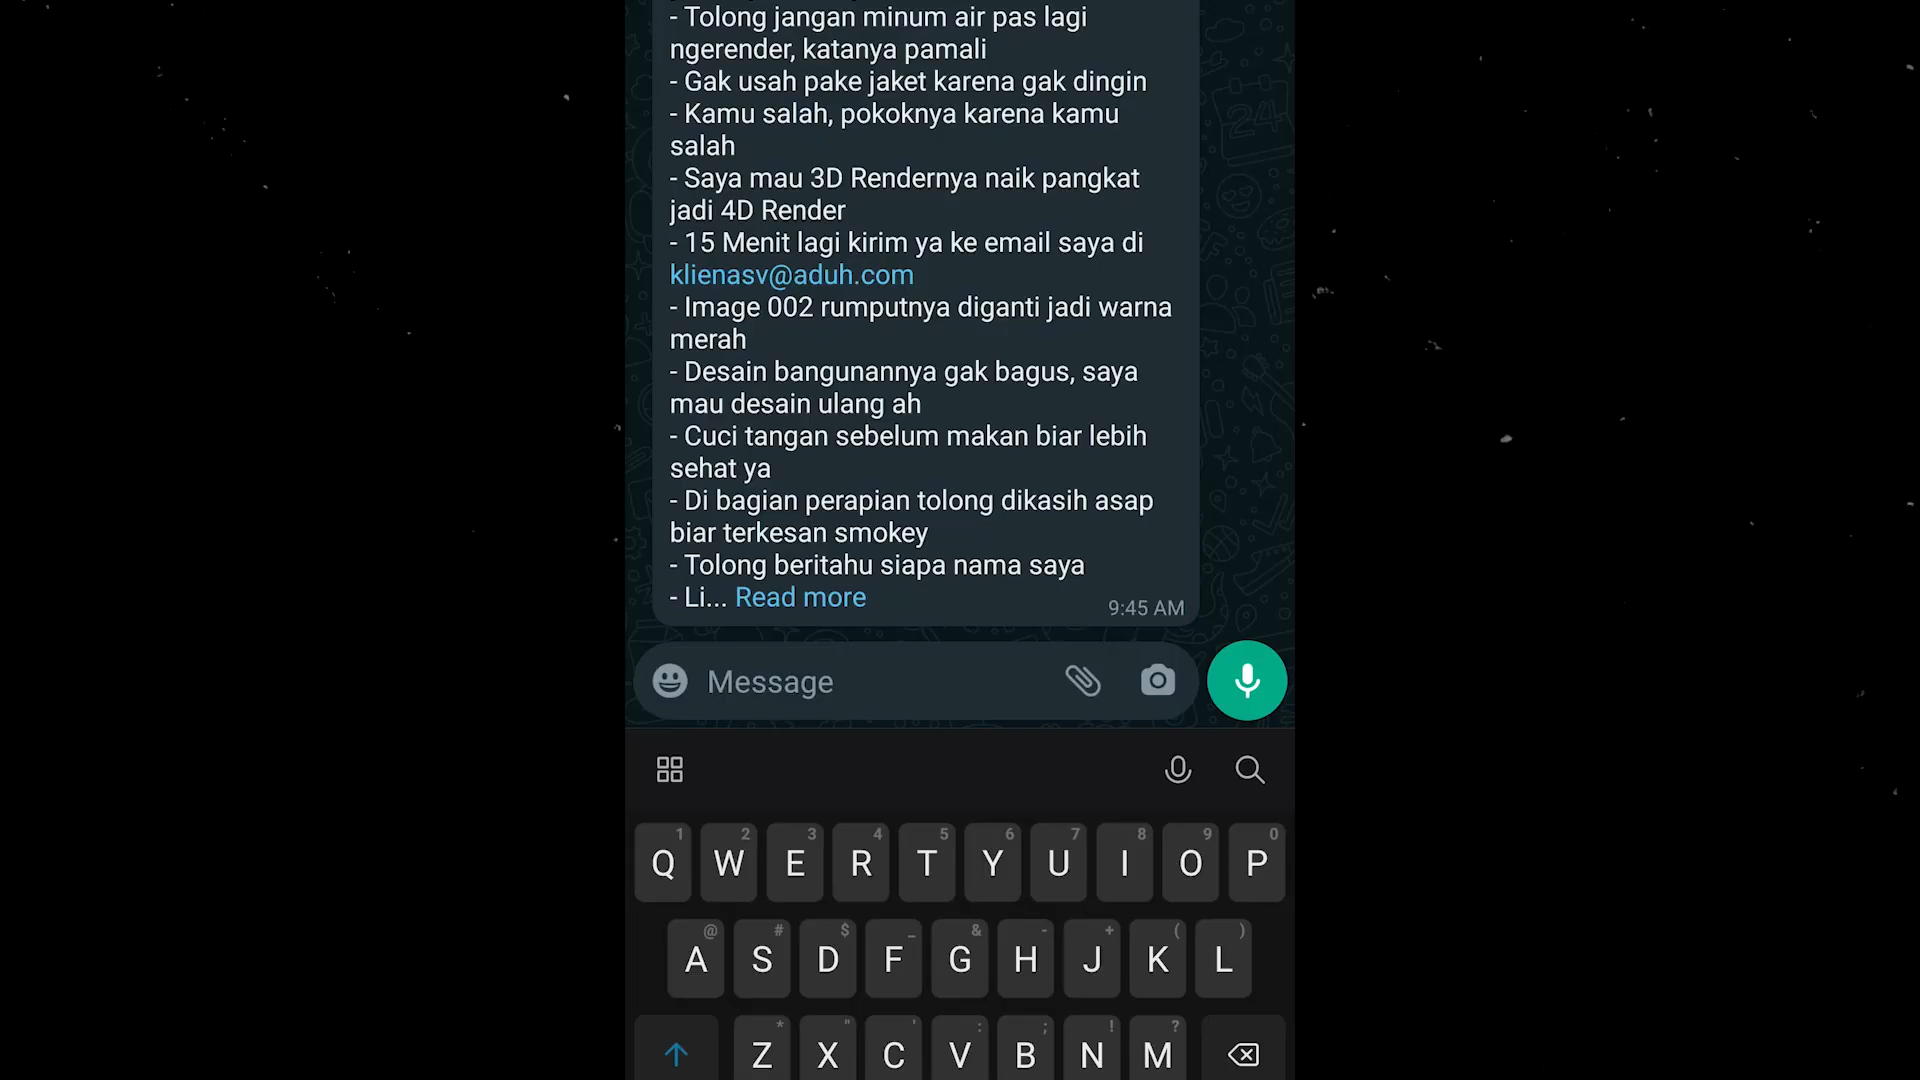 - Tolong jangan minum air pas lagi
ngerender, katanya pamali
- Gak usah pake jaket karena gak dingin
- Kamu salah, pokoknya karena kamu
salah
- Saya mau 3D Rendernya naik pangkat
jadi 4D Render
- 15 Menit lagi kirim ya ke email saya di
klienasv@aduh.com
- Image 002 rumputnya diganti jadi warna
merah
- Desain bangunannya gak bagus, saya
mau desain ulang ah
- Cuci tangan sebelum makan biar lebih
sehat ya
- Di bagian perapian tolong dikasih asap
biar terkesan smokey
- Tolong beritahu siapa nama saya
- Li... Read more
9:45 AM
Message
1 2 3 4 5 6 7 8 9 0
Q W E R T Y U I O P
@ # $ _ & - + ( )
A S D F G H J K L
* " ' : ; ! ?
Z X C V B N M